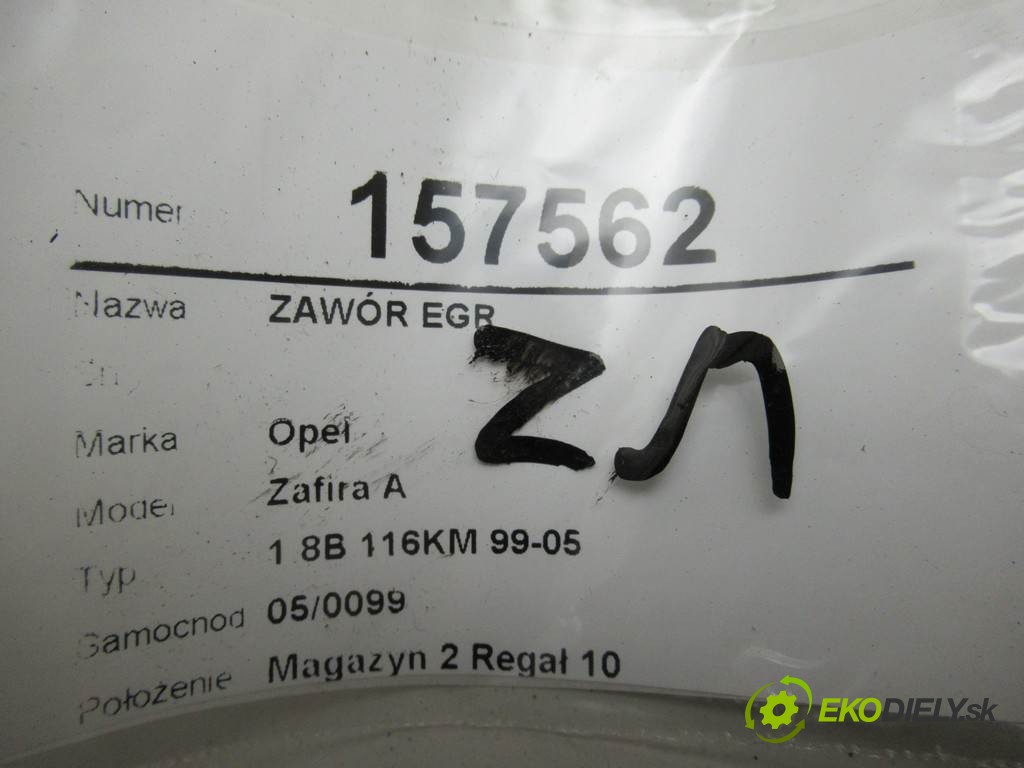 Numer 157562
Nazwa ZAWÓR EGR
Marka Opel
Model Zafira A
Typ 1 8B 116KM 99-05
Samochod 05/0099
Położenie Magazyn 2 Regał 10
EKODIELY.sk